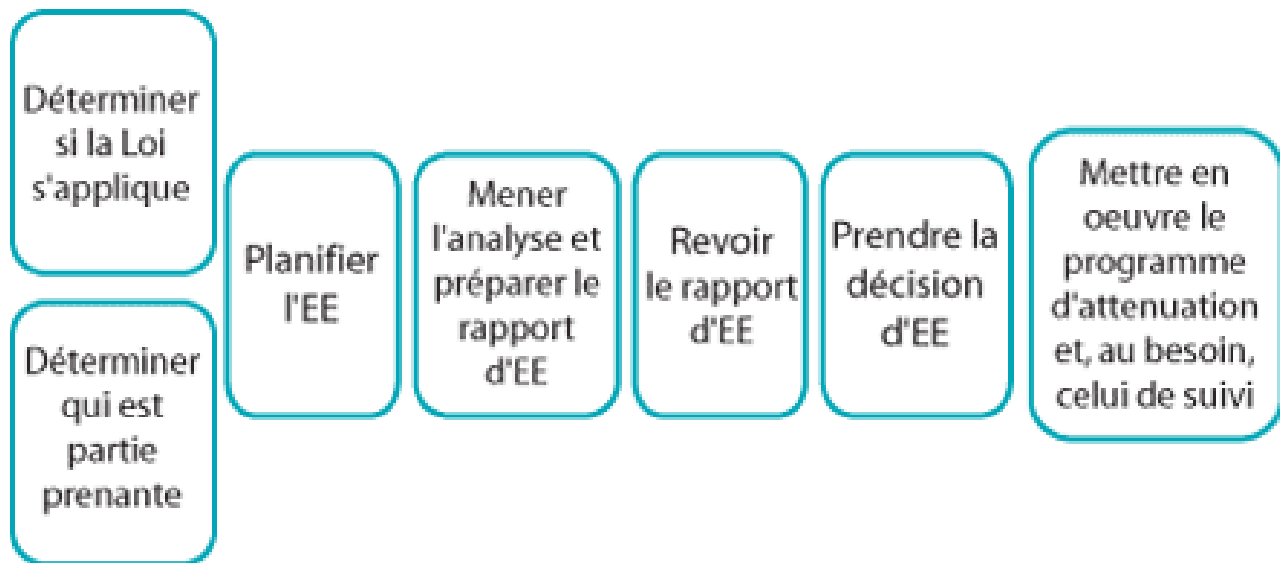 Déterminer
si la Loi
s'applique
Déterminer
qui est
partie
prenante
Planifier
l'EE
Mener
l'analyse et
préparer le
rapport
d'EE
Revoir
le rapport
d'EE
Prendre la
décision
d'EE
Mettre en
oeuvre le
programme
d'attenuation
et, au besoin,
celui de suivi